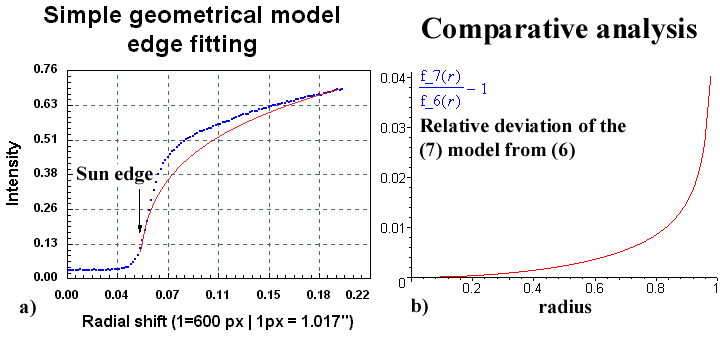 Simple geometrical model
edge fitting
0.76
0.63
0.51
0.38
0.26
0.13
0.00
Intensity
Sun edge
0.00 0.04 0.07 0.11 0.15 0.18 0.22
a)
Radial shift (1=600 px | 1px = 1.017")
Comparative analysis
0.04
0.03
0.02
0.01
0
f_7(r)
f_6(r) - 1
Relative deviation of the
(7) model from (6)
0.2 0.4 0.6 0.8 1
b)
radius